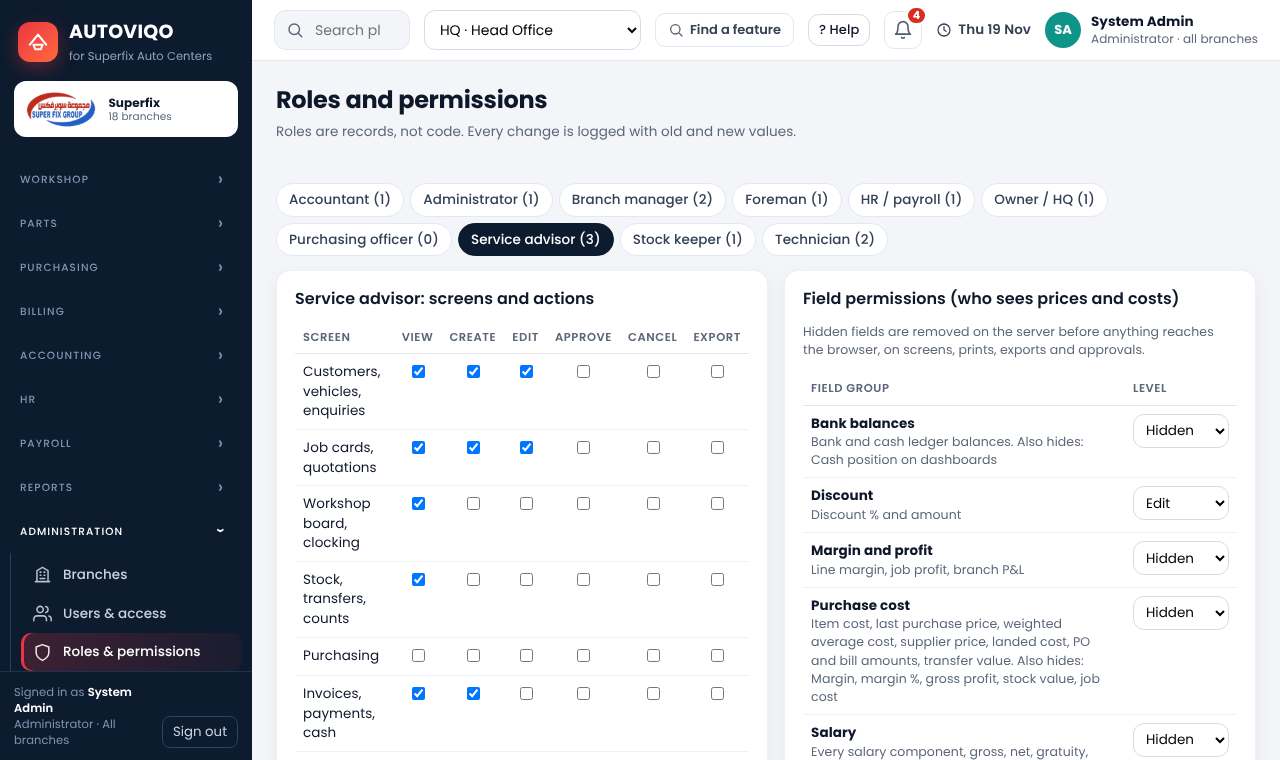 AUTOVIQO
for Superfix Auto Centers
مجموعة سوبر فكس
SUPER FIX GROUP
Superfix
18 branches
WORKSHOP
PARTS
PURCHASING
BILLING
ACCOUNTING
HR
PAYROLL
REPORTS
ADMINISTRATION
Branches
Users & access
Roles & permissions
Signed in as System
Admin
Administrator · All
branches
Sign out
Search pl
HQ · Head Office
Find a feature
? Help
4
Thu 19 Nov
SA
System Admin
Administrator · all branches
Roles and permissions
Roles are records, not code. Every change is logged with old and new values.
Accountant (1)
Administrator (1)
Branch manager (2)
Foreman (1)
HR / payroll (1)
Owner / HQ (1)
Purchasing officer (0)
Service advisor (3)
Stock keeper (1)
Technician (2)
Service advisor: screens and actions
SCREEN VIEW CREATE EDIT APPROVE CANCEL EXPORT
Customers,
vehicles,
enquiries
Job cards,
quotations
Workshop
board,
clocking
Stock,
transfers,
counts
Purchasing
Invoices,
payments,
cash
Field permissions (who sees prices and costs)
Hidden fields are removed on the server before anything reaches
the browser, on screens, prints, exports and approvals.
FIELD GROUP LEVEL
Bank balances
Bank and cash ledger balances. Also hides:
Cash position on dashboards
Hidden
Discount
Discount % and amount
Edit
Margin and profit
Line margin, job profit, branch P&L
Hidden
Purchase cost
Item cost, last purchase price, weighted
average cost, supplier price, landed cost, PO
and bill amounts, transfer value. Also hides:
Margin, margin %, gross profit, stock value, job
cost
Hidden
Salary
Every salary component, gross, net, gratuity,
Hidden